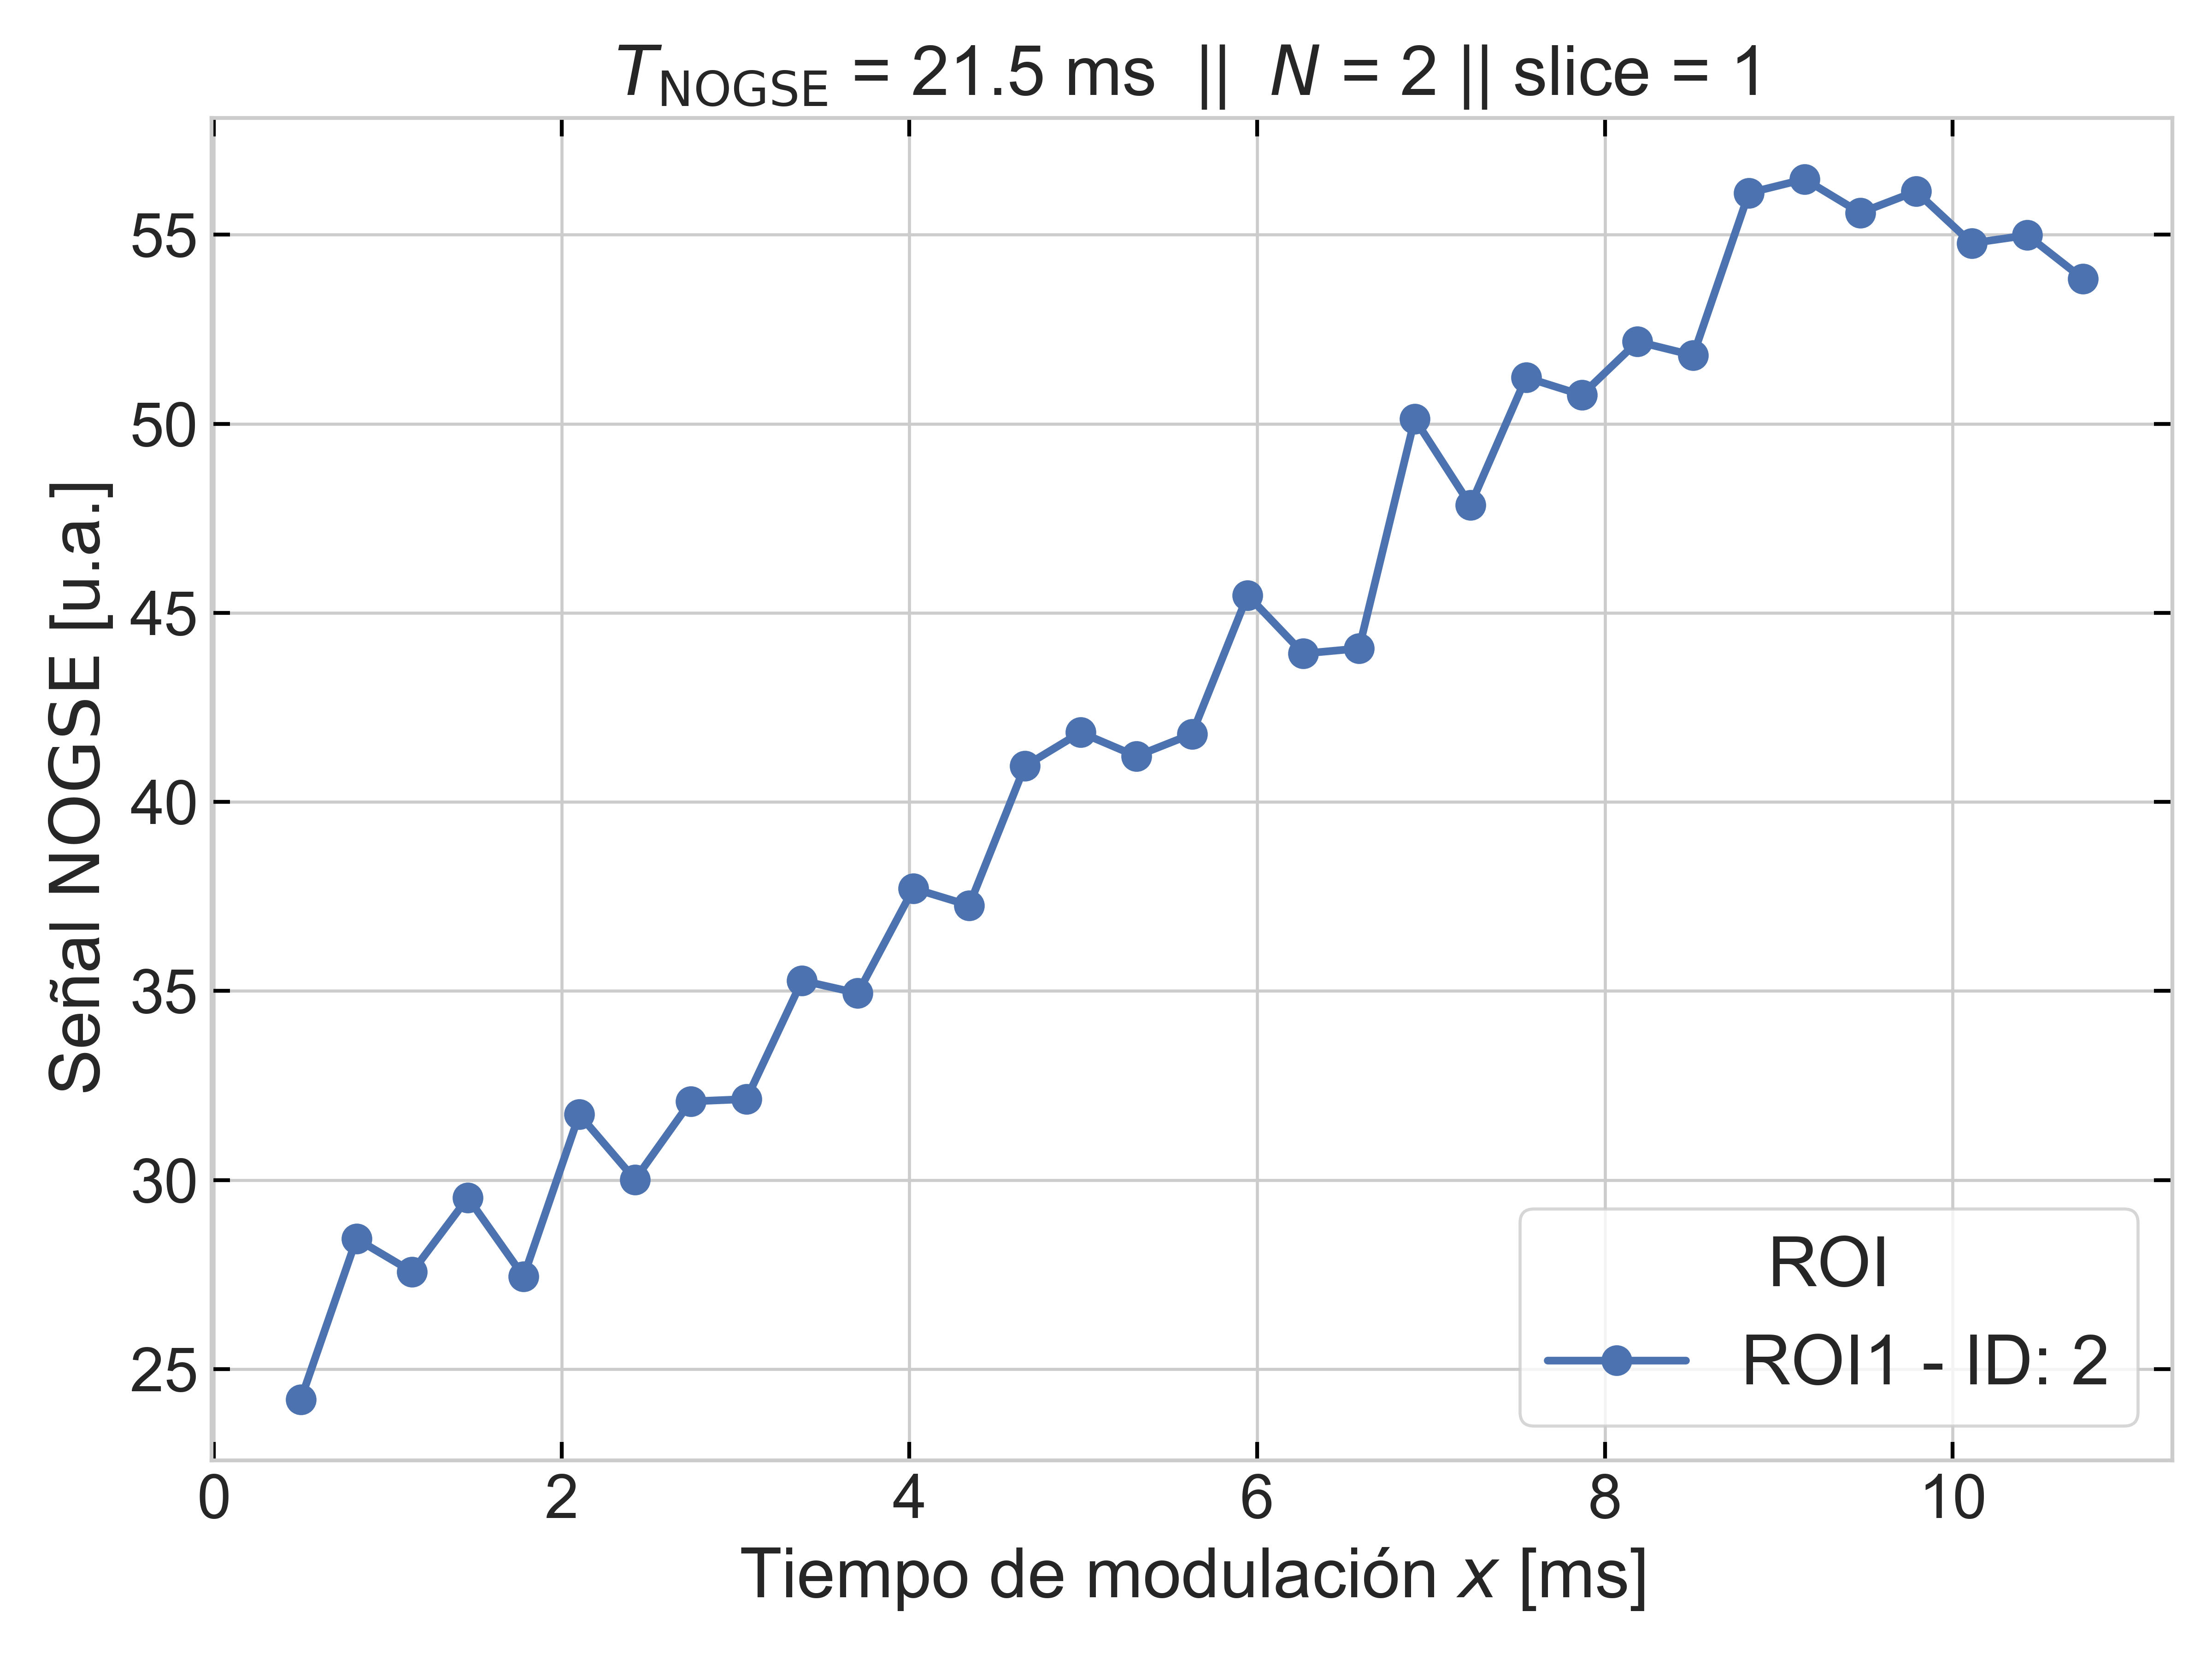 T_NOGSE = 21.5 ms || N = 2 || slice = 1
Señal NOGSE [u.a.]
55
50
45
40
35
30
25
0 2 4 6 8 10
Tiempo de modulación x [ms]
ROI
ROI1 - ID: 2